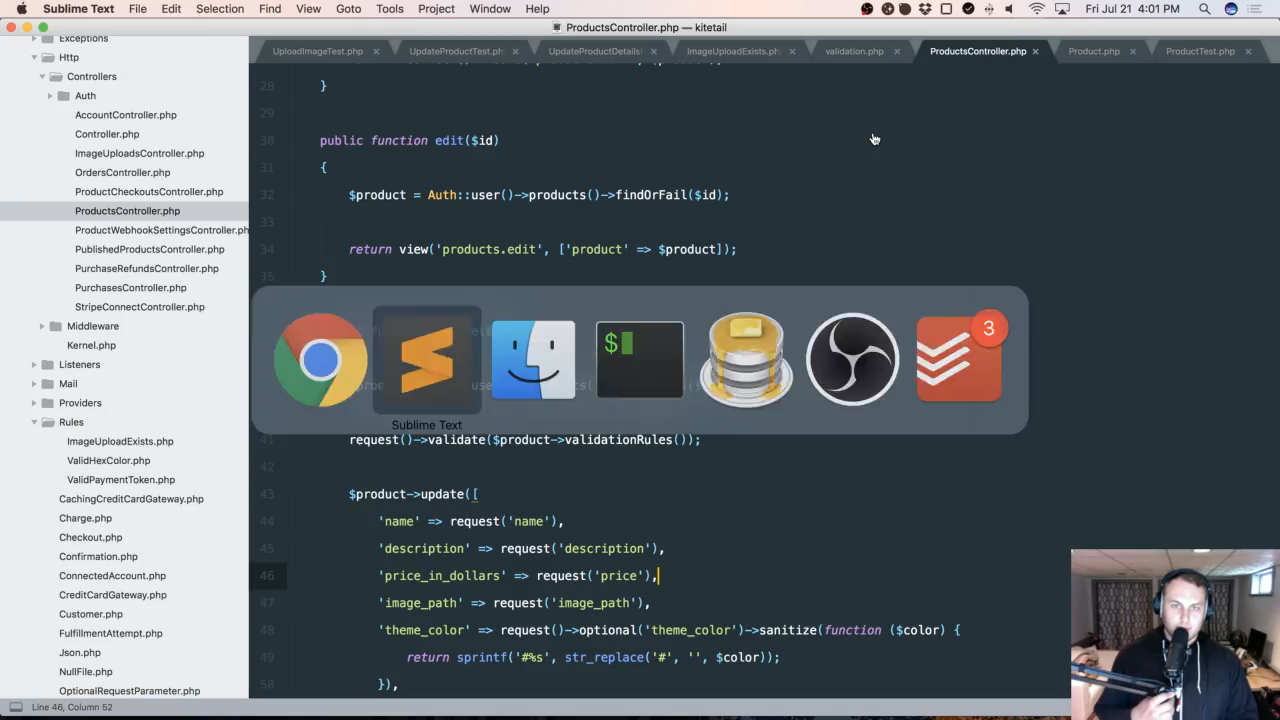 Sublime Text File Edit Selection Find View Goto Tools Project Window Help Fri Jul 21 4:01 PM
ProductsController.php — kitetail
UploadImageTest.php × UpdateProductTest.php × UpdateProductDetails × ImageUploadExists.php × validation.php × ProductsController.php × Product.php × ProductTest.php ×
Exceptions
Http
Controllers
Auth
AccountController.php
Controller.php
ImageUploadsController.php
OrdersController.php
ProductCheckoutsController.php
ProductsController.php
ProductWebhookSettingsController.ph
PublishedProductsController.php
PurchaseRefundsController.php
PurchasesController.php
StripeConnectController.php
Middleware
Kernel.php
Listeners
Mail
Providers
Rules
ImageUploadExists.php
ValidHexColor.php
ValidPaymentToken.php
CachingCreditCardGateway.php
Charge.php
Checkout.php
Confirmation.php
ConnectedAccount.php
CreditCardGateway.php
Customer.php
FulfillmentAttempt.php
Json.php
NullFile.php
OptionalRequestParameter.php
28 }
29
30 public function edit($id)
31 {
32 $product = Auth::user()->products()->findOrFail($id);
33
34 return view('products.edit', ['product' => $product]);
35 }
$
3
Sublime Text
41 request()->validate($product->validationRules());
42
43 $product->update([
44 'name' => request('name'),
45 'description' => request('description'),
46 'price_in_dollars' => request('price'),
47 'image_path' => request('image_path'),
48 'theme_color' => request()->optional('theme_color')->sanitize(function ($color) {
49 return sprintf('#%s', str_replace('#', '', $color));
50 }),
Line 46, Column 52